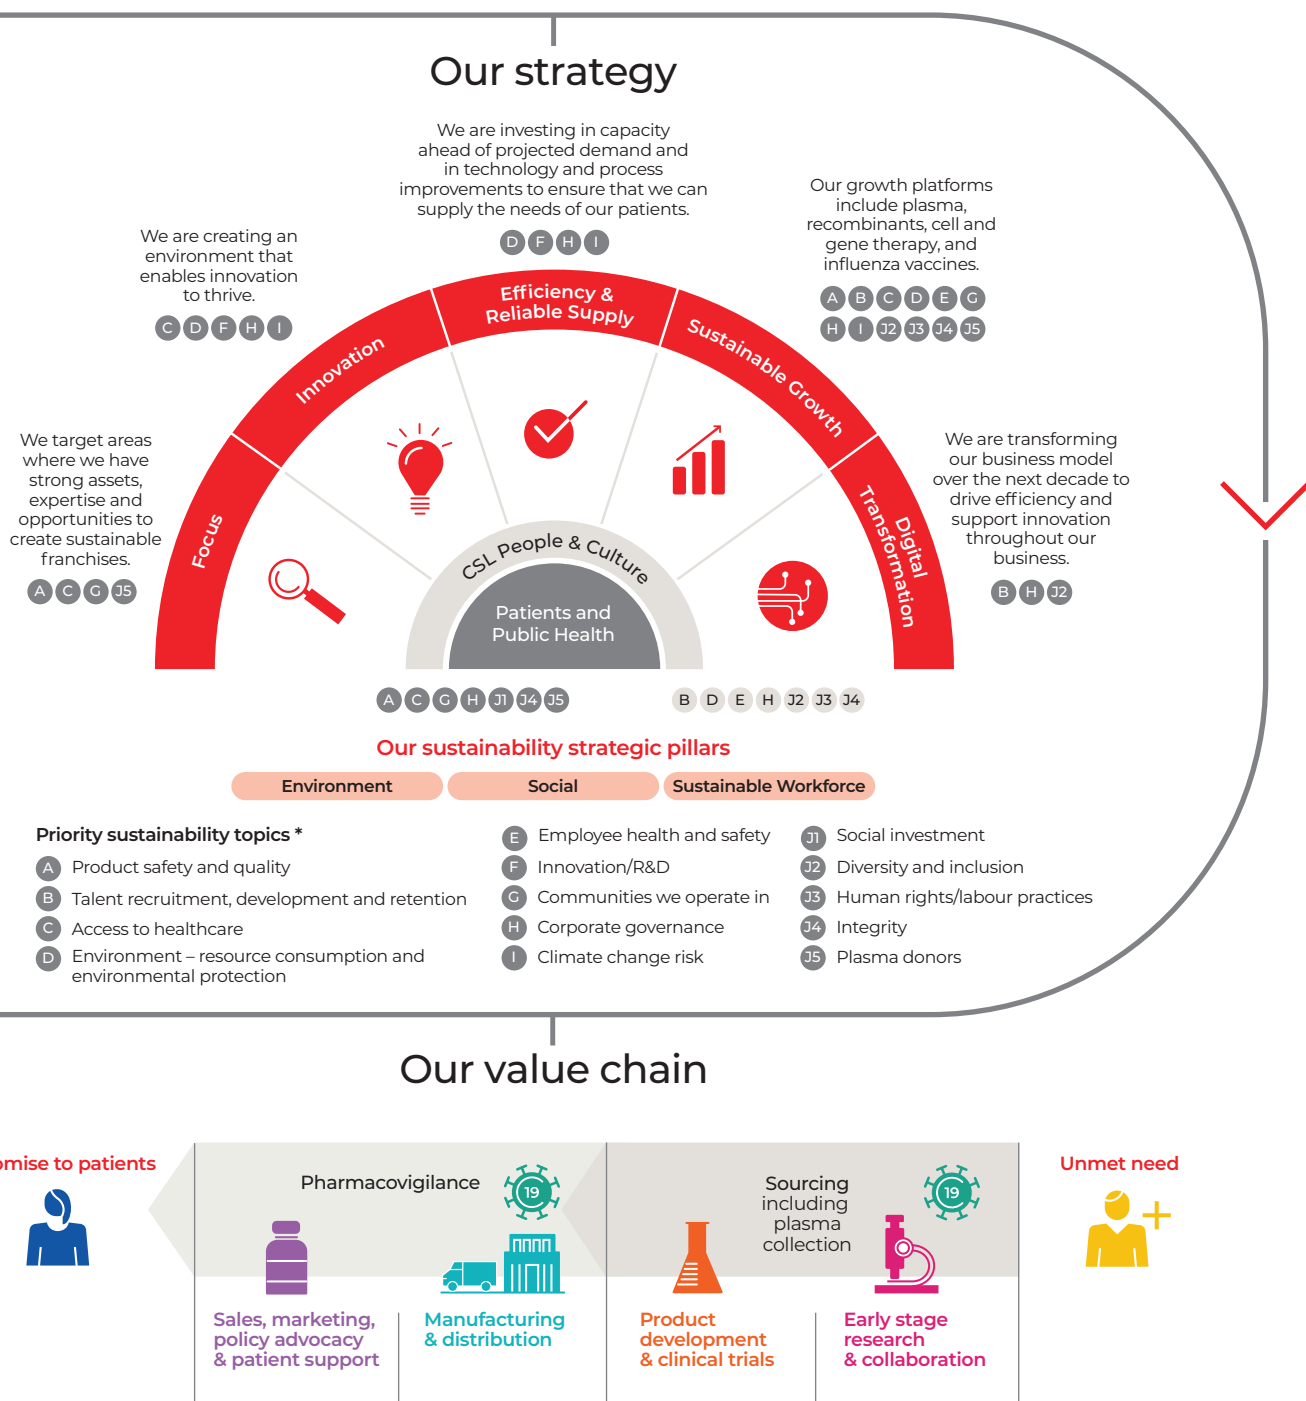 Our strategy
We are investing in capacity
ahead of projected demand and
in technology and process
improvements to ensure that we can
supply the needs of our patients.
D F H I
Our growth platforms
include plasma,
recombinants, cell and
gene therapy, and
influenza vaccines.
A B C D E G
H I J2 J3 J4 J5
We are creating an
environment that
enables innovation
to thrive.
C D F H I
We target areas
where we have
strong assets,
expertise and
opportunities to
create sustainable
franchises.
A C G J5
We are transforming
our business model
over the next decade to
drive efficiency and
support innovation
throughout our
business.
B H J2
Focus
Innovation
Efficiency &
Reliable Supply
Sustainable Growth
Digital
Transformation
CSL People & Culture
Patients and
Public Health
A C G H J1 J4 J5
B D E H J2 J3 J4
Our sustainability strategic pillars
Environment
Social
Sustainable Workforce
Priority sustainability topics *
A Product safety and quality
B Talent recruitment, development and retention
C Access to healthcare
D Environment – resource consumption and
environmental protection
E Employee health and safety
F Innovation/R&D
G Communities we operate in
H Corporate governance
I Climate change risk
J1 Social investment
J2 Diversity and inclusion
J3 Human rights/labour practices
J4 Integrity
J5 Plasma donors
Our value chain
to patients
Pharmacovigilance
19
Sourcing
including
plasma
collection
19
Unmet need
Sales, marketing,
policy advocacy
& patient support
Manufacturing
& distribution
Product
development
& clinical trials
Early stage
research
& collaboration